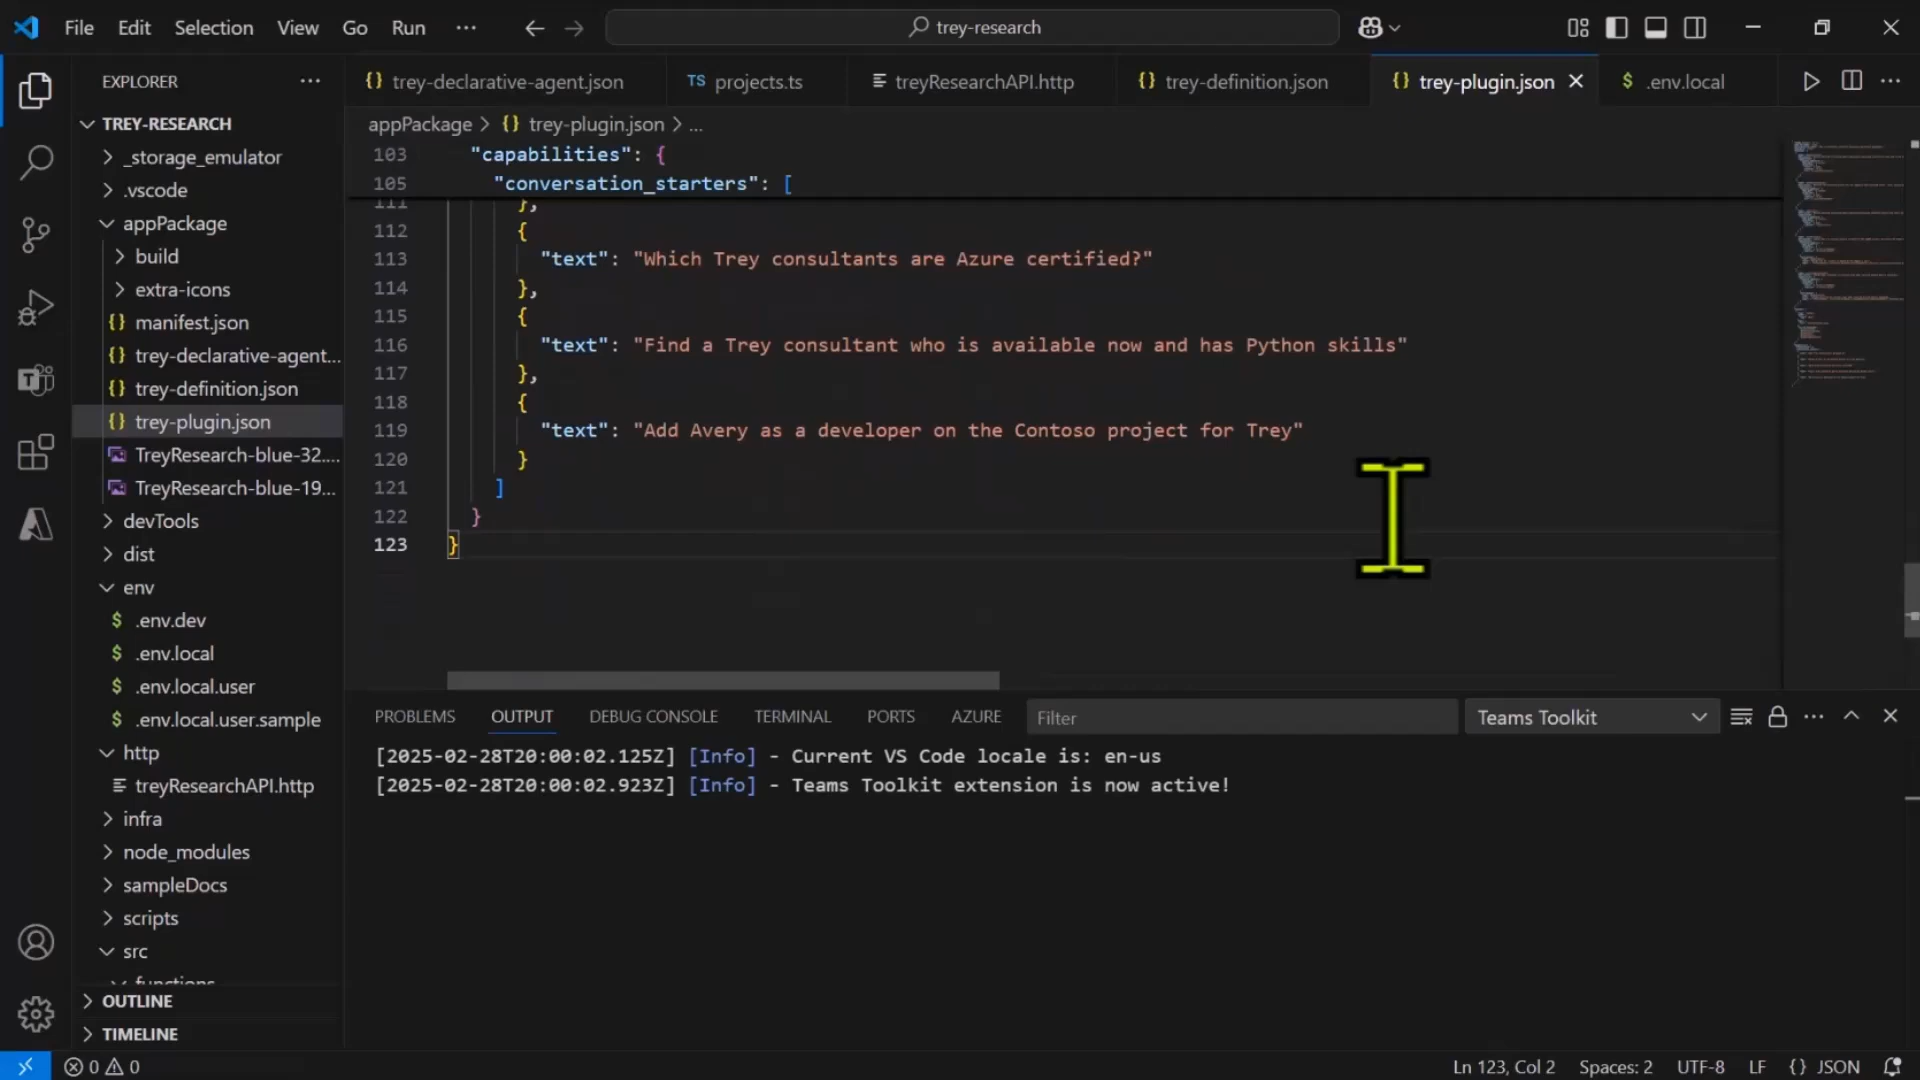 File Edit Selection View Go Run ··· trey-research
EXPLORER ···
TREY-RESEARCH
_storage_emulator
.vscode
appPackage
build
extra-icons
{} manifest.json
{} trey-declarative-agent...
{} trey-definition.json
{} trey-plugin.json
TreyResearch-blue-32....
TreyResearch-blue-19...
devTools
dist
env
$ .env.dev
$ .env.local
$ .env.local.user
$ .env.local.user.sample
http
treyResearchAPI.http
infra
node_modules
sampleDocs
scripts
src
functions
OUTLINE
TIMELINE
{} trey-declarative-agent.json TS projects.ts treyResearchAPI.http {} trey-definition.json {} trey-plugin.json $ .env.local
appPackage > {} trey-plugin.json > ...
103 "capabilities": {
105 "conversation_starters": [
111 },
112 {
113 "text": "Which Trey consultants are Azure certified?"
114 },
115 {
116 "text": "Find a Trey consultant who is available now and has Python skills"
117 },
118 {
119 "text": "Add Avery as a developer on the Contoso project for Trey"
120 }
121 ]
122 }
123 }
PROBLEMS OUTPUT DEBUG CONSOLE TERMINAL PORTS AZURE Filter Teams Toolkit
[2025-02-28T20:00:02.125Z] [Info] - Current VS Code locale is: en-us
[2025-02-28T20:00:02.923Z] [Info] - Teams Toolkit extension is now active!
0 0 Ln 123, Col 2 Spaces: 2 UTF-8 LF {} JSON